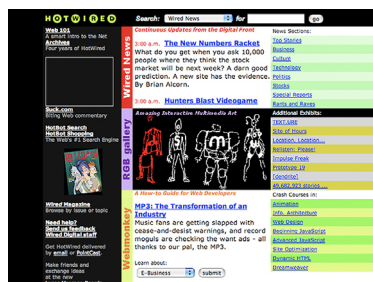 HOTWIRED
Search: Wired News for go
Web 101
A smart intro to the Net
Archives
Four years of HotWired
Suck.com
Biting Web commentary
HotBot Search
HotBot Shopping
The Web's #1 Search Engine
Wired Magazine
Browse by issue or topic
Need help?
Send us feedback
Wired Digital staff
Get HotWired delivered
by email or PointCast.
Make friends and
exchange ideas
at the new
Wired News
Continuous Updates from the Digital Front
3:00 a.m. The New Numbers Racket
What do you get when you ask 10,000
people where they think the stock
market will be next week? A darn good
prediction. A new site has the evidence.
By Brian Alcorn.
3:00 a.m. Hunters Blast Videogame
RGB gallery
Amazing Interactive Multimedia Art
Webmonkey
A How-to Guide for Web Developers
MP3: The Transformation of an
Industry
Music fans are getting slapped with
cease-and-desist warnings, and record
moguls are checking the want ads - all
thanks to our pal, the MP3.
Learn about:
E-Business submit
News Sections:
Top Stories
Business
Culture
Technology
Politics
Stocks
Special Reports
Rants and Raves
Additional Exhibits:
TEXT.URE
Site of Hours
Location, Location...
Relisten: Please!
Impulse Freak
Prototype 19
[dendrite]
49,682,923 stories ...
Crash Courses in:
Animation
Info. Architecture
Web Design
Beginning JavaScript
Advanced JavaScript
Site Optimization
Dynamic HTML
Dreamweaver